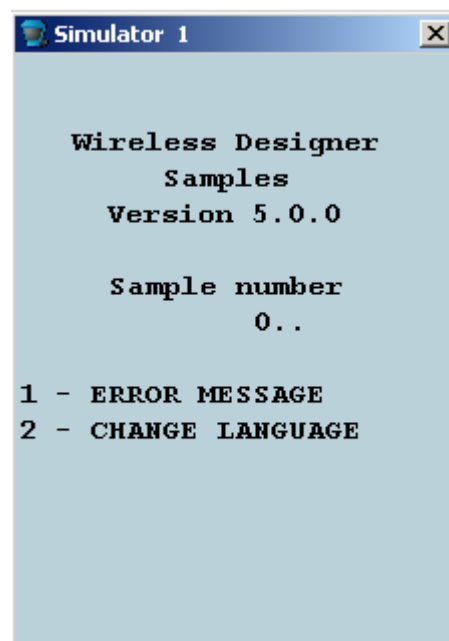 Simulator 1
Wireless Designer
Samples
Version 5.0.0
Sample number
0..
1 - ERROR MESSAGE
2 - CHANGE LANGUAGE